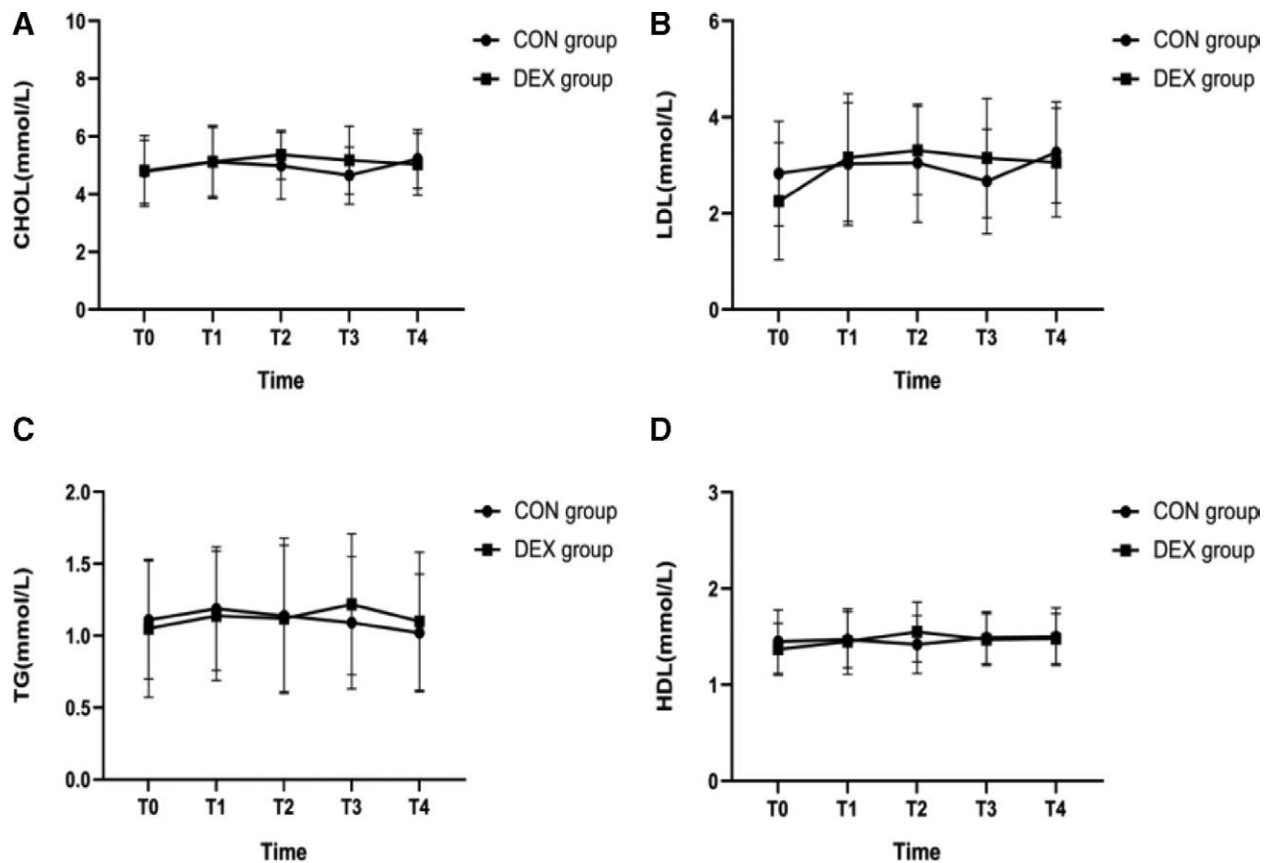 A
CHOL(mmol/L)
10
8
6
4
2
0
T0 T1 T2 T3 T4
Time
CON group
DEX group
B
LDL(mmol/L)
6
4
2
0
T0 T1 T2 T3 T4
Time
CON group
DEX group
C
TG(mmol/L)
2.0
1.5
1.0
0.5
0.0
T0 T1 T2 T3 T4
Time
CON group
DEX group
D
HDL(mmol/L)
3
2
1
0
T0 T1 T2 T3 T4
Time
CON group
DEX group